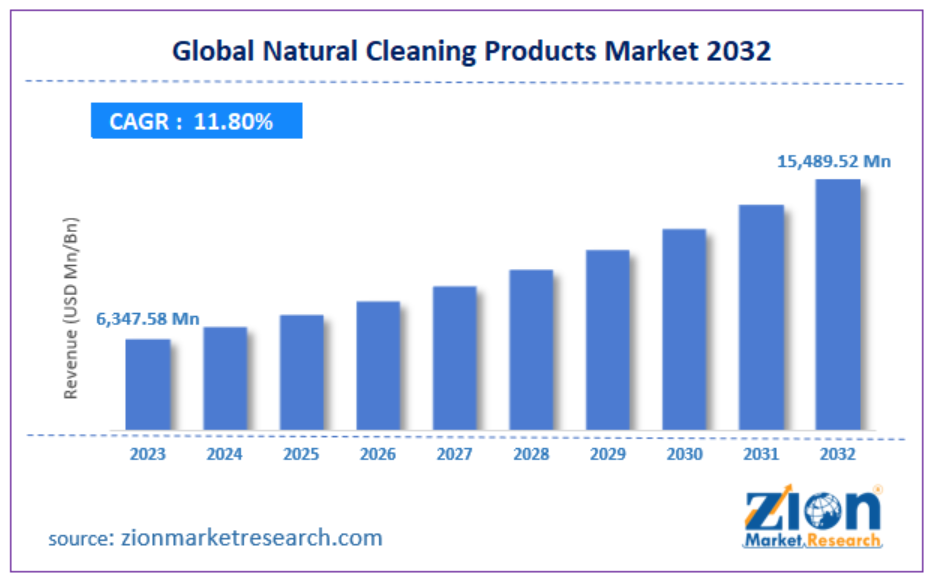 Global Natural Cleaning Products Market 2032
CAGR : 11.80%
15,489.52 Mn
6,347.58 Mn
Revenue (USD Mn/Bn)
2023 2024 2025 2026 2027 2028 2029 2030 2031 2032
source: zionmarketresearch.com
ZION®
Market.Research